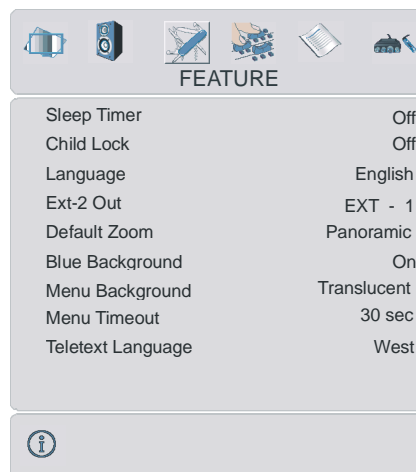 FEATURE
Sleep Timer Off
Child Lock Off
Language English
Ext-2 Out EXT - 1
Default Zoom Panoramic
Blue Background On
Menu Background Translucent
Menu Timeout 30 sec
Teletext Language West